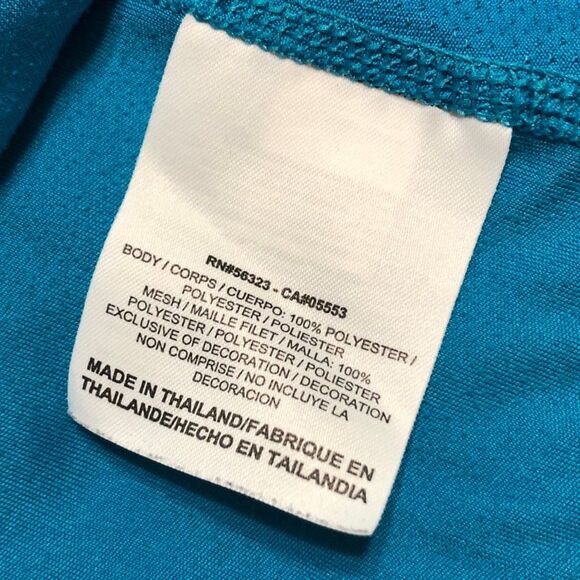 RN#56323 - CA#05553
BODY / CORPS / CUERPO: 100% POLYESTER /
POLYESTER / POLIESTER
MESH / MAILLE FILET / MALLA: 100%
POLYESTER / POLYESTER / POLIESTER
EXCLUSIVE OF DECORATION / DECORATION
NON COMPRISE / NO INCLUYE LA
DECORACION
MADE IN THAILAND/FABRIQUE EN
THAILANDE/HECHO EN TAILANDIA